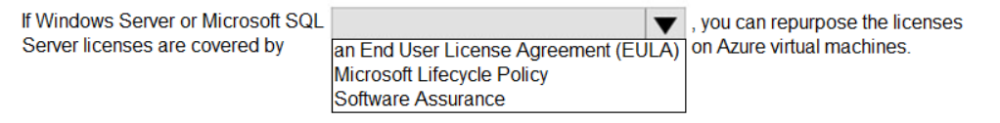 If Windows Server or Microsoft SQL
Server licenses are covered by
an End User License Agreement (EULA)
Microsoft Lifecycle Policy
Software Assurance
, you can repurpose the licenses
on Azure virtual machines.